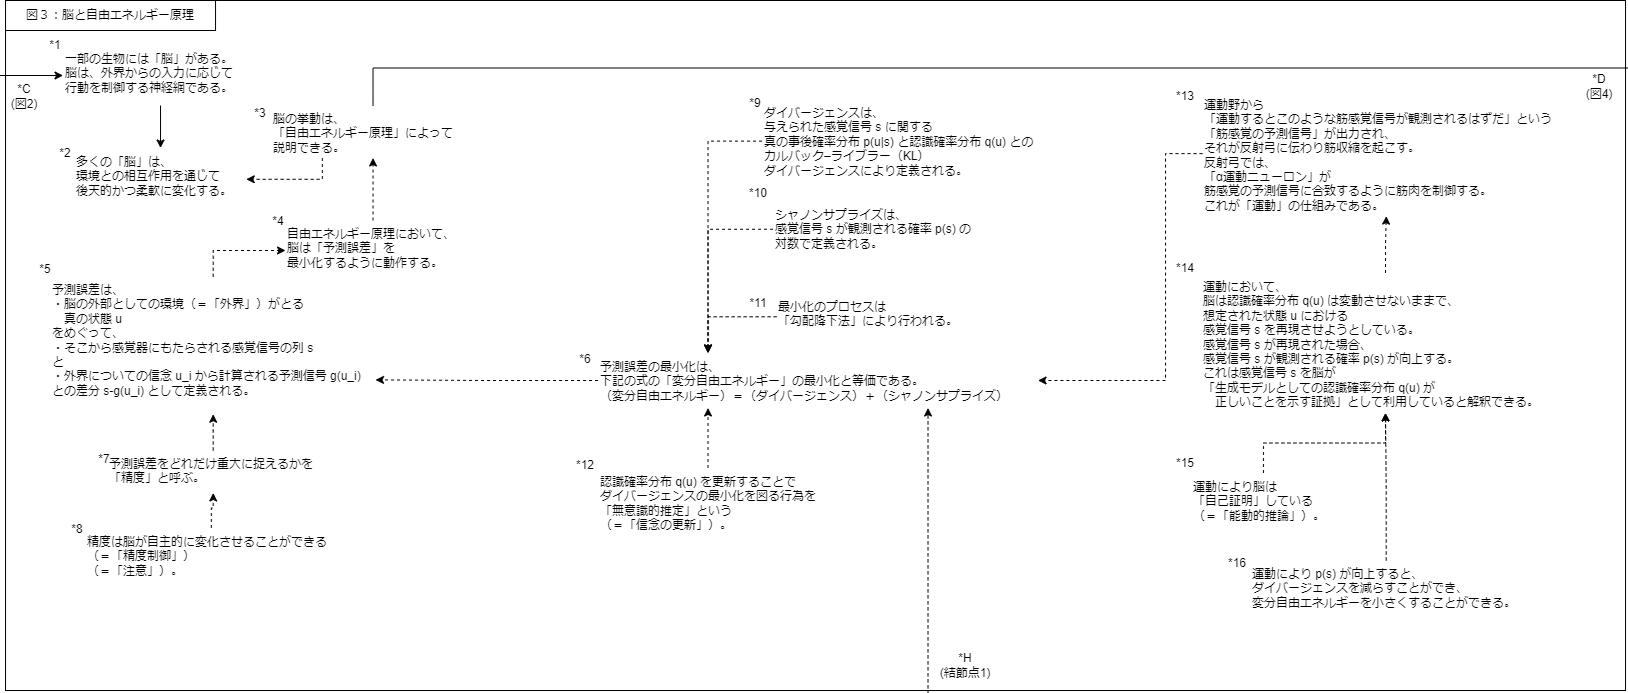 図３：脳と自由エネルギー原理
*1
一部の生物には「脳」がある。
脳は、外界からの入力に応じて
行動を制御する神経網である。
*C
(図2)
*2
多くの「脳」は、
環境との相互作用を通じて
後天的かつ柔軟に変化する。
*3
脳の挙動は、
「自由エネルギー原理」によって
説明できる。
*4
自由エネルギー原理において、
脳は「予測誤差」を
最小化するように動作する。
*5
予測誤差は、
・脳の外部としての環境（＝「外界」）がとる
真の状態 u
をめぐって、
・そこから感覚器にもたらされる感覚信号の列 s
と
・外界についての信念 u_i から計算される予測信号 g(u_i)
との差分 s-g(u_i) として定義される。
*7
予測誤差をどれだけ重大に捉えるかを
「精度」と呼ぶ。
*8
精度は脳が自主的に変化させることができる
（＝「精度制御」）
（＝「注意」）。
*9
ダイバージェンスは、
与えられた感覚信号 s に関する
真の事後確率分布 p(u|s) と認識確率分布 q(u) との
カルバック−ライブラー（KL）
ダイバージェンスにより定義される。
*10
シャノンサプライズは、
感覚信号 s が観測される確率 p(s) の
対数で定義される。
*11
最小化のプロセスは
「勾配降下法」により行われる。
*6
予測誤差の最小化は、
下記の式の「変分自由エネルギー」の最小化と等価である。
（変分自由エネルギー）＝（ダイバージェンス）＋（シャノンサプライズ）
*12
認識確率分布 q(u) を更新することで
ダイバージェンスの最小化を図る行為を
「無意識的推定」という
（＝「信念の更新」）。
*H
(結節点1)
*D
(図4)
*13
運動野から
「運動するとこのような筋感覚信号が観測されるはずだ」という
「筋感覚の予測信号」が出力され、
それが反射弓に伝わり筋収縮を起こす。
反射弓では、
「α運動ニューロン」が
筋感覚の予測信号に合致するように筋肉を制御する。
これが「運動」の仕組みである。
*14
運動において、
脳は認識確率分布 q(u) は変動させないままで、
想定された状態 u における
感覚信号 s を再現させようとしている。
感覚信号 s が再現された場合、
感覚信号 s が観測される確率 p(s) が向上する。
これは感覚信号 s を脳が
「生成モデルとしての認識確率分布 q(u) が
正しいことを示す証拠」として利用していると解釈できる。
*15
運動により脳は
「自己証明」している
（＝「能動的推論」）。
*16
運動により p(s) が向上すると、
ダイバージェンスを減らすことができ、
変分自由エネルギーを小さくすることができる。